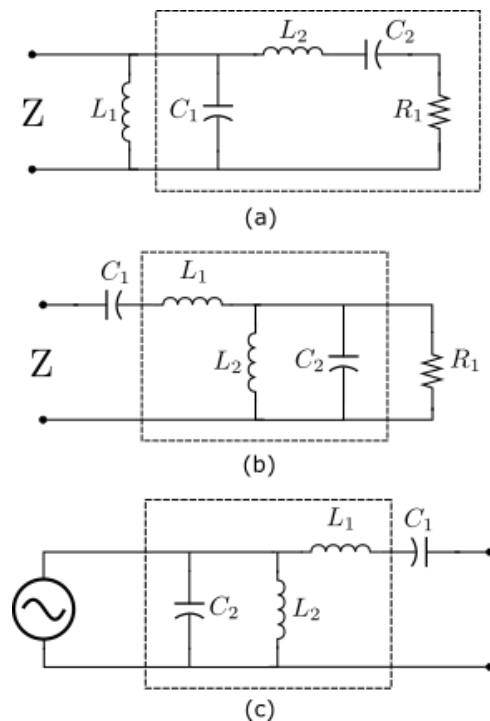 L₂ C₂
Z L₁ C₁ R₁
(a)
C₁ L₁
Z L₂ C₂ R₁
(b)
L₁ C₁
C₂ L₂
(c)